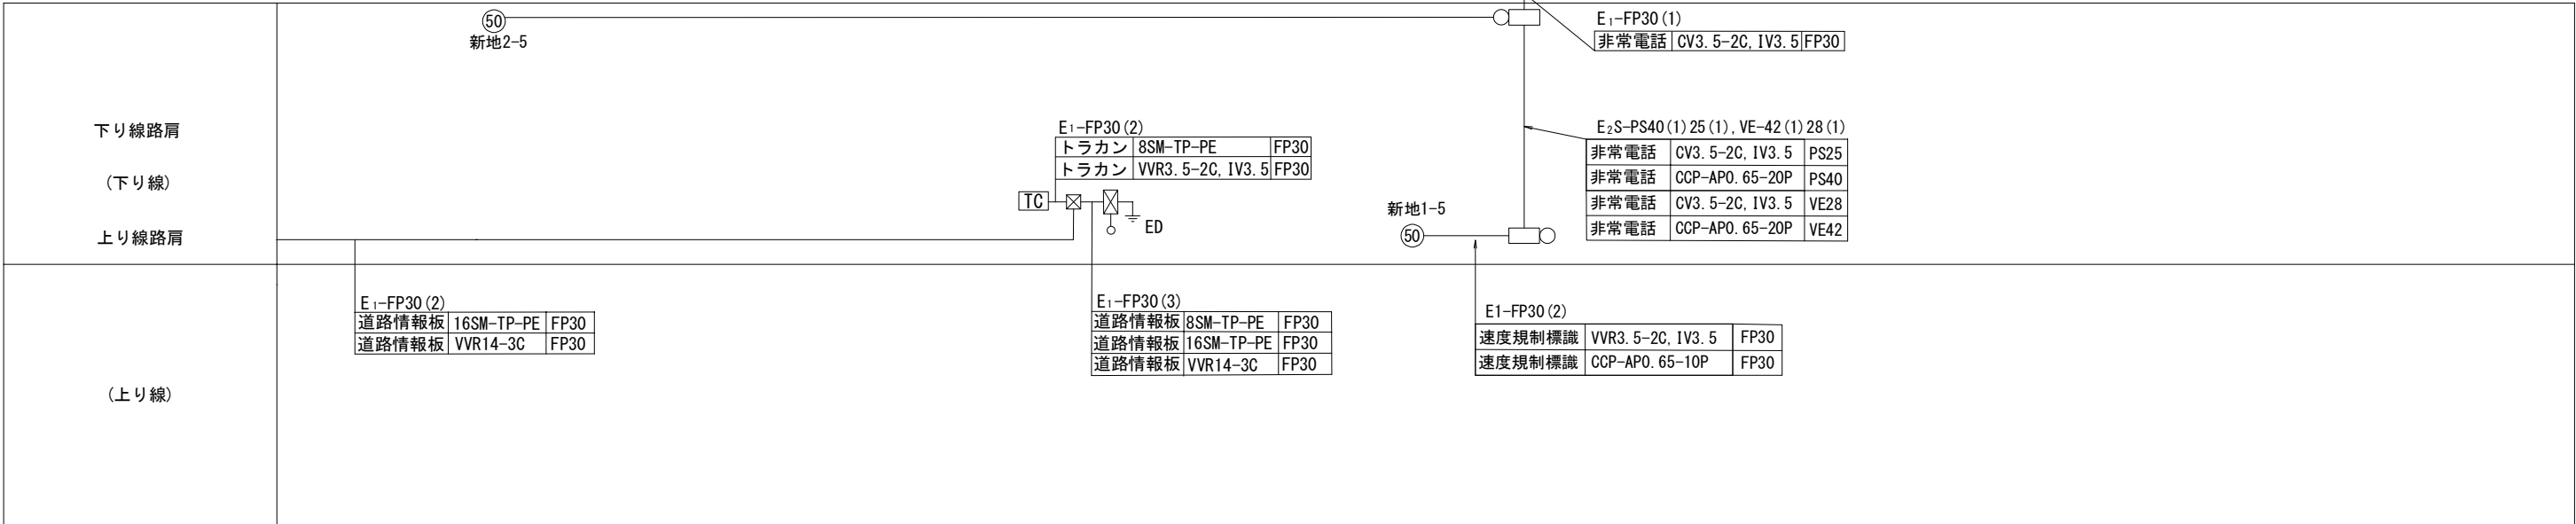 50
新地2-5
E₁-FP30(1)
非常電話 CV3.5-2C, IV3.5 FP30
下り線路肩
(下り線)
上り線路肩
E₁-FP30(2)
トラカン 8SM-TP-PE FP30
トラカン VVR3.5-2C, IV3.5 FP30
TC
ED
E₂S-PS40(1)25(1), VE-42(1)28(1)
非常電話 CV3.5-2C, IV3.5 PS25
非常電話 CCP-AP0.65-20P PS40
非常電話 CV3.5-2C, IV3.5 VE28
非常電話 CCP-AP0.65-20P VE42
新地1-5
50
E₁-FP30(2)
道路情報板 16SM-TP-PE FP30
道路情報板 VVR14-3C FP30
E₁-FP30(3)
道路情報板 8SM-TP-PE FP30
道路情報板 16SM-TP-PE FP30
道路情報板 VVR14-3C FP30
E1-FP30(2)
速度規制標識 VVR3.5-2C, IV3.5 FP30
速度規制標識 CCP-AP0.65-10P FP30
(上り線)